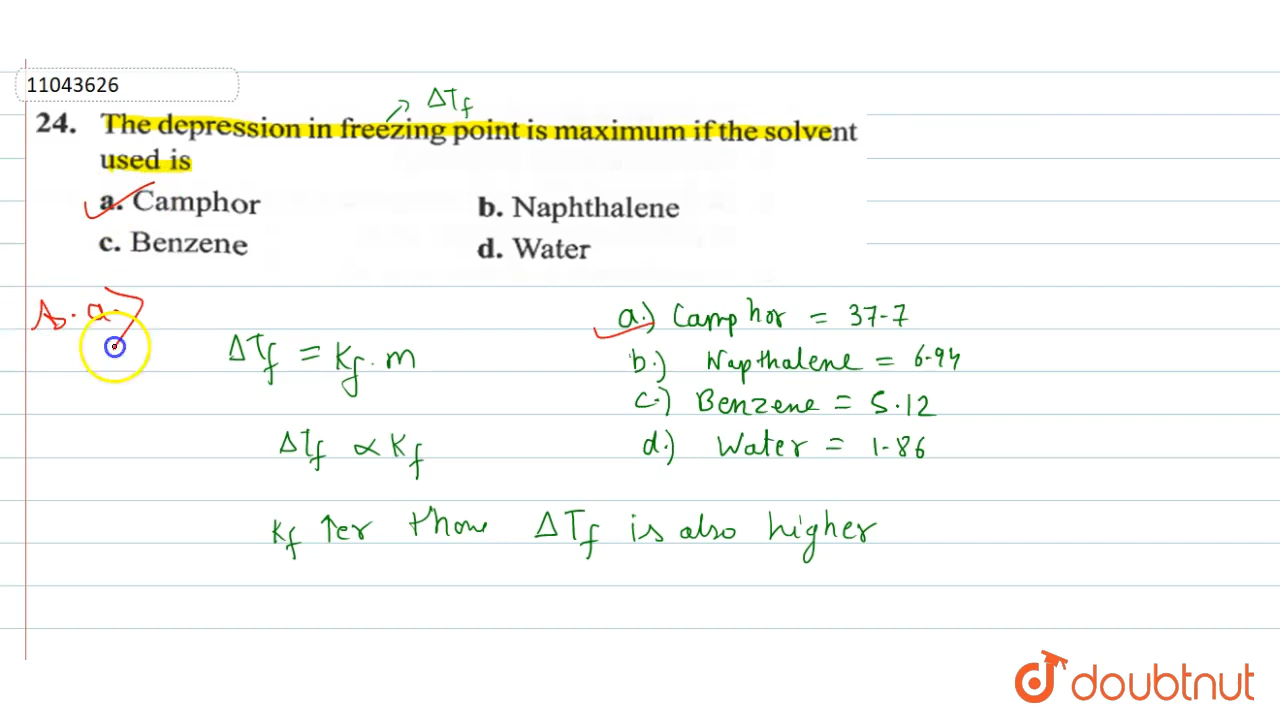 11043626
ΔTf
24. The depression in freezing point is maximum if the solvent
used is
a. Camphor
b. Naphthalene
c. Benzene
d. Water
A. a.)
a.) Camphor = 37-7
ΔTf = Kf. m
b.) Napthalene = 6-94
c.) Benzene = 5.12
ΔTf ∝ Kf
d.) Water = 1-86
Kf ↑er then ΔTf is also higher
doubtnut